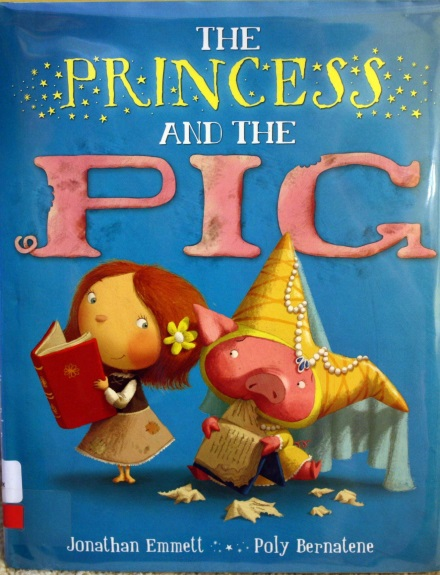 THE
PRINCESS
AND THE
PIG
Jonathan Emmett Poly Bernatene